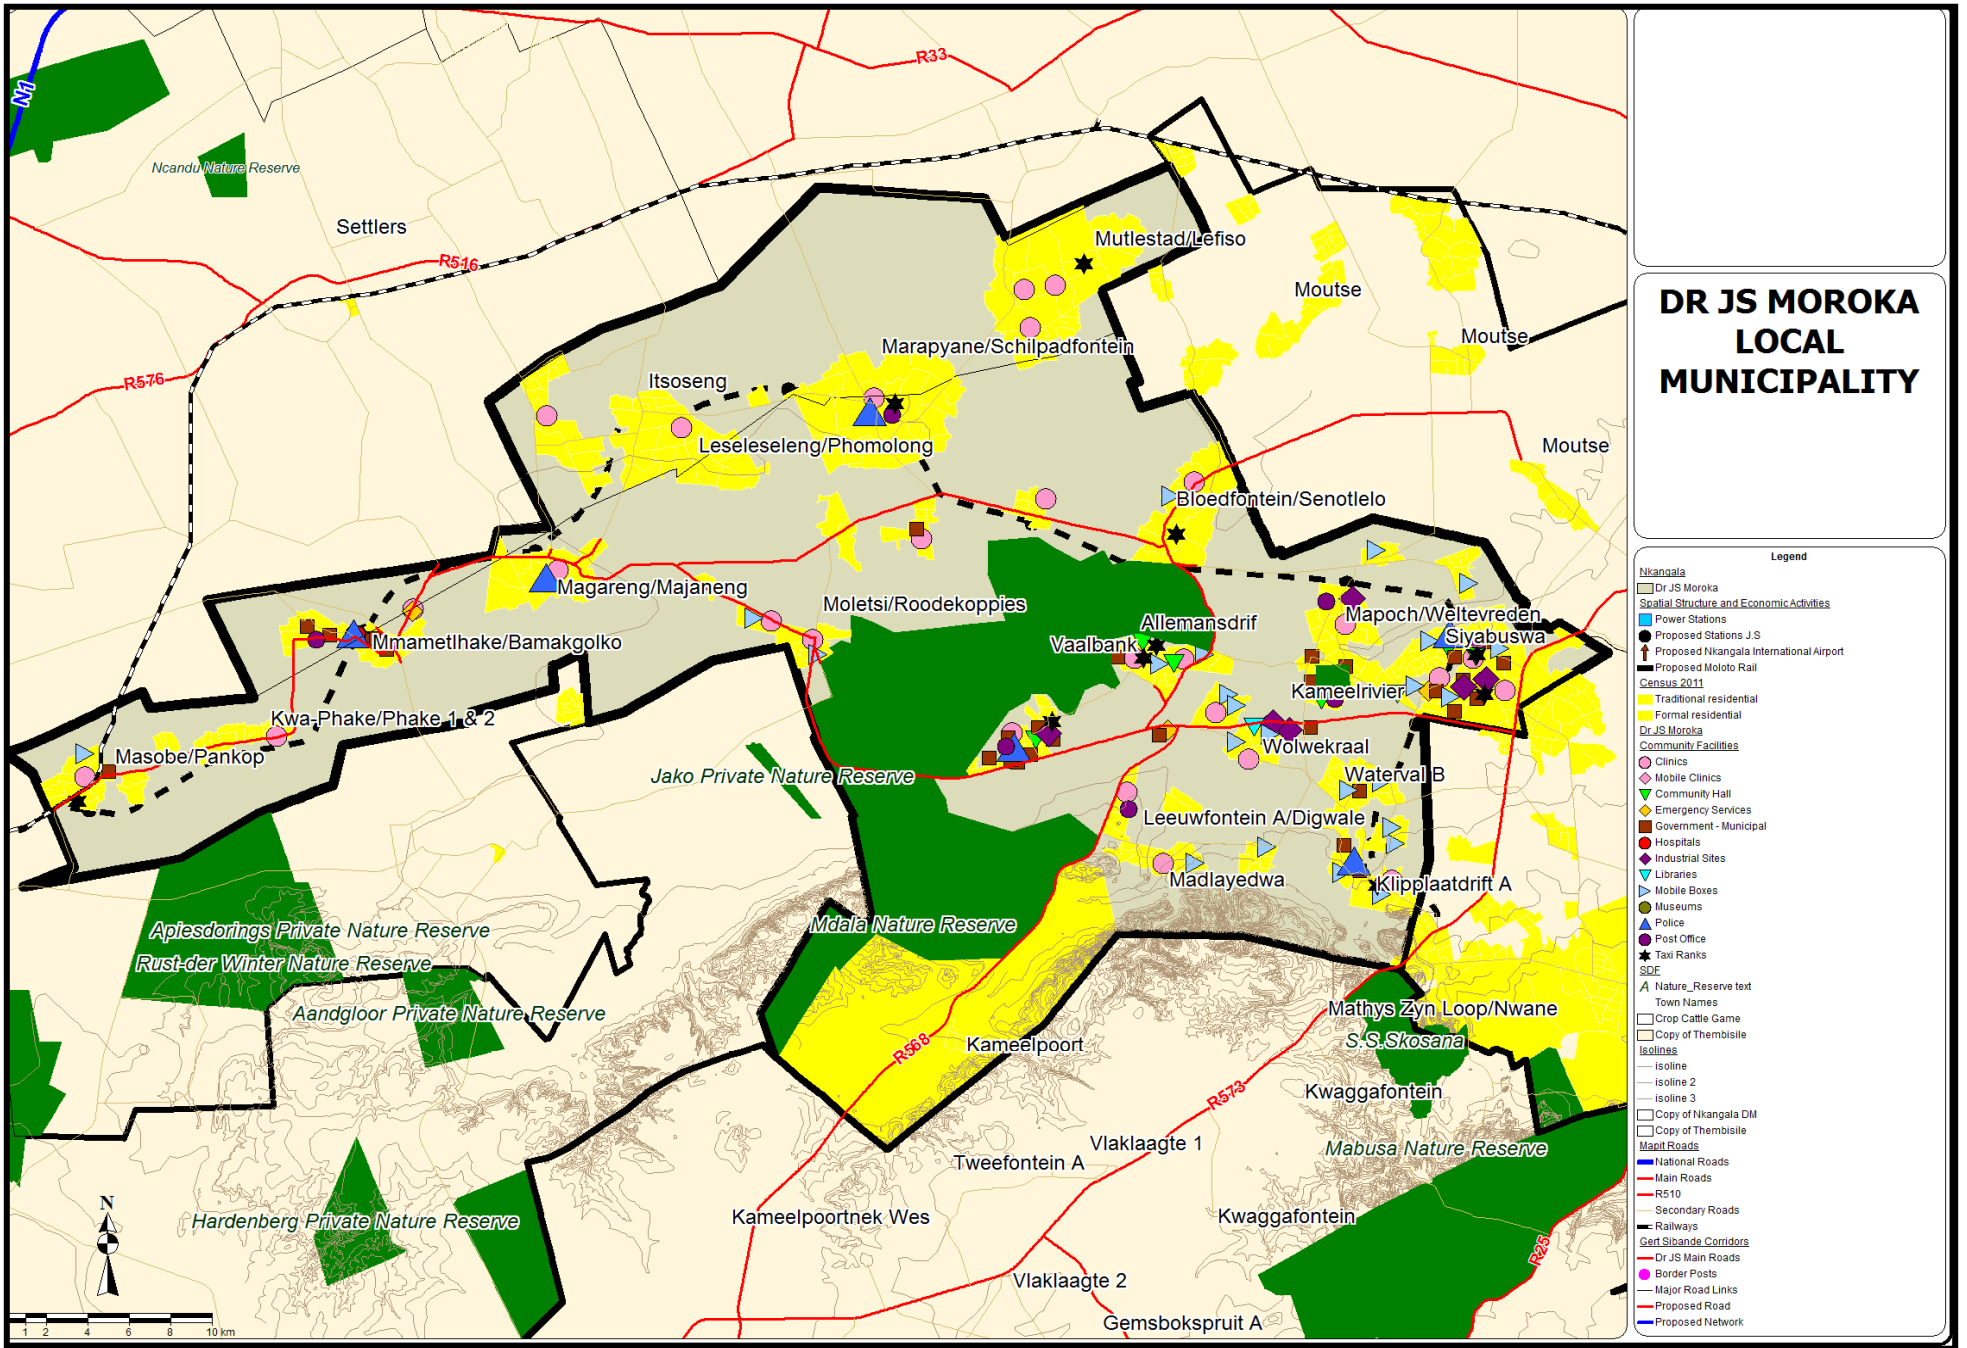 N1
R33
Ncandu Nature Reserve
Settlers
R516
Mutlestad/Lefiso
Moutse
Moutse
Marapyane/Schilpadfontein
R576
Itsoseng
Leseleseleng/Phomolong
Moutse
Bloedfontein/Senotlelo
Magareng/Majaneng
Moletsi/Roodekoppies
Allemansdrif
Mapoch/Weltevreden
Mmametlhake/Bamakgolko
Vaalbank
Siyabuswa
Kameelrivier
Kwa-Phake/Phake 1 & 2
Masobe/Pankop
Wolwekraal
Jako Private Nature Reserve
Waterval B
Leeuwfontein A/Digwale
Madlayedwa
Klipplaatdrift A
Mdala Nature Reserve
Apiesdorings Private Nature Reserve
Rust-der Winter Nature Reserve
Aandgloor Private Nature Reserve
Mathys Zyn Loop/Nwane
R568
Kameelpoort
S.S.Skosana
R573
Kwaggafontein
Vlaklaagte 1
Mabusa Nature Reserve
Tweefontein A
Hardenberg Private Nature Reserve
Kameelpoortnek Wes
Kwaggafontein
R25
Vlaklaagte 2
Gemsbokspruit A
N
1 2 4 6 8 10 km
DR JS MOROKA
LOCAL
MUNICIPALITY
Legend
Nkangala
Dr JS Moroka
Spatial Structure and Economic Activities
Power Stations
Proposed Stations J.S
Proposed Nkangala International Airport
Proposed Moloto Rail
Census 2011
Traditional residential
Formal residential
Dr JS Moroka
Community Facilities
Clinics
Mobile Clinics
Community Hall
Emergency Services
Government - Municipal
Hospitals
Industrial Sites
Libraries
Mobile Boxes
Museums
Police
Post Office
Taxi Ranks
SDF
A Nature_Reserve text
Town Names
Crop Cattle Game
Copy of Thembisile
Isolines
isoline
isoline 2
isoline 3
Copy of Nkangala DM
Copy of Thembisile
Mapit Roads
National Roads
Main Roads
R510
Secondary Roads
Railways
Gert Sibande Corridors
Dr JS Main Roads
Border Posts
Major Road Links
Proposed Road
Proposed Network